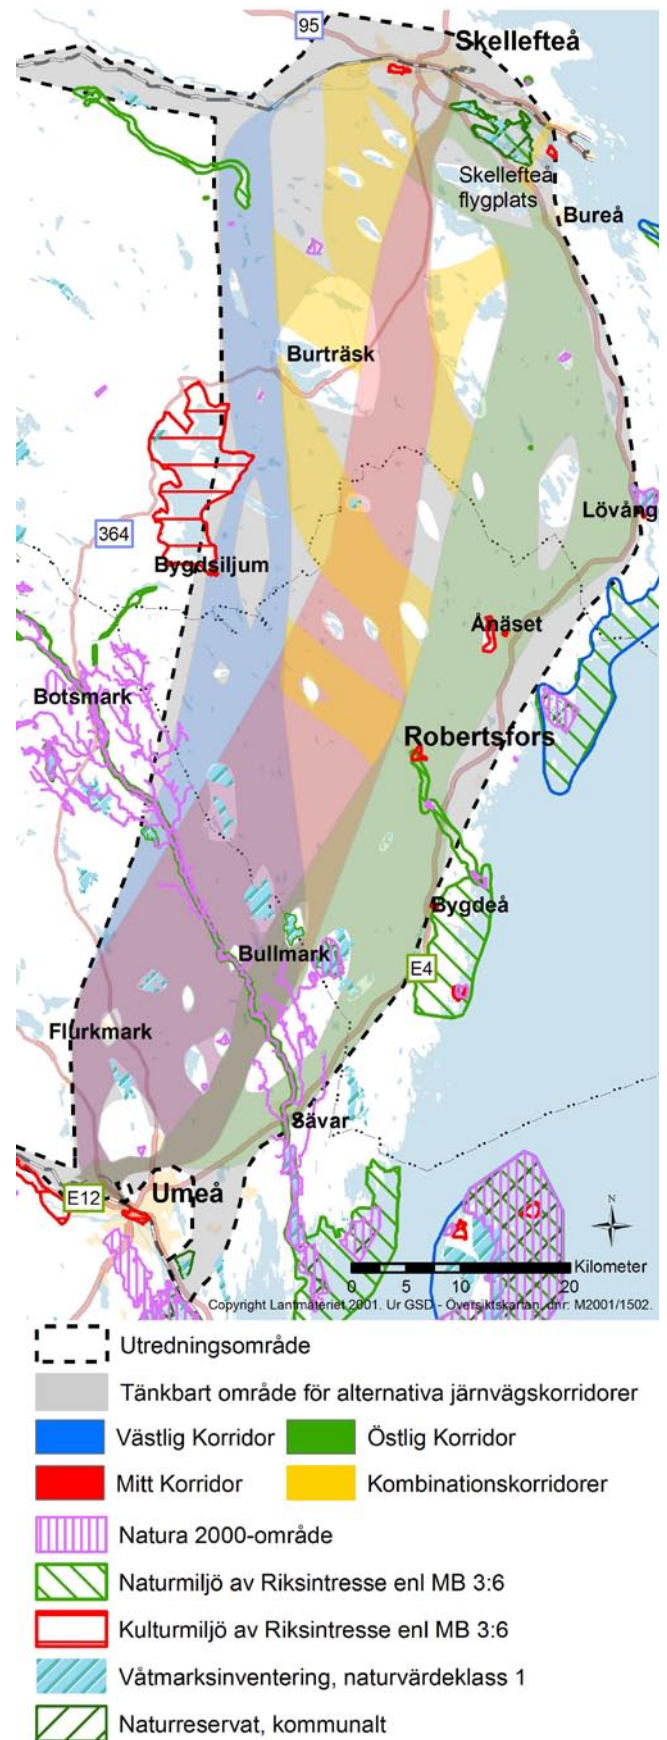 95
Skellefteå
Skellefteå
flygplats
Bureå
Burträsk
Lövång
364
Bygdsiljum
Ånäset
Botsmark
Robertsfors
Bygdeå
Bullmark
E4
Flurkmark
Sävar
E12
Umeå
N
Kilometer
0 5 10 20
Copyright Lantmäteriet 2001. Ur GSD - Översiktskartan, dnr: M2001/1502.
Utredningsområde
Tänkbart område för alternativa järnvägskorridorer
Västlig Korridor
Östlig Korridor
Mitt Korridor
Kombinationskorridorer
Natura 2000-område
Naturmiljö av Riksintresse enl MB 3:6
Kulturmiljö av Riksintresse enl MB 3:6
Våtmarksinventering, naturvärdeklass 1
Naturreservat, kommunalt